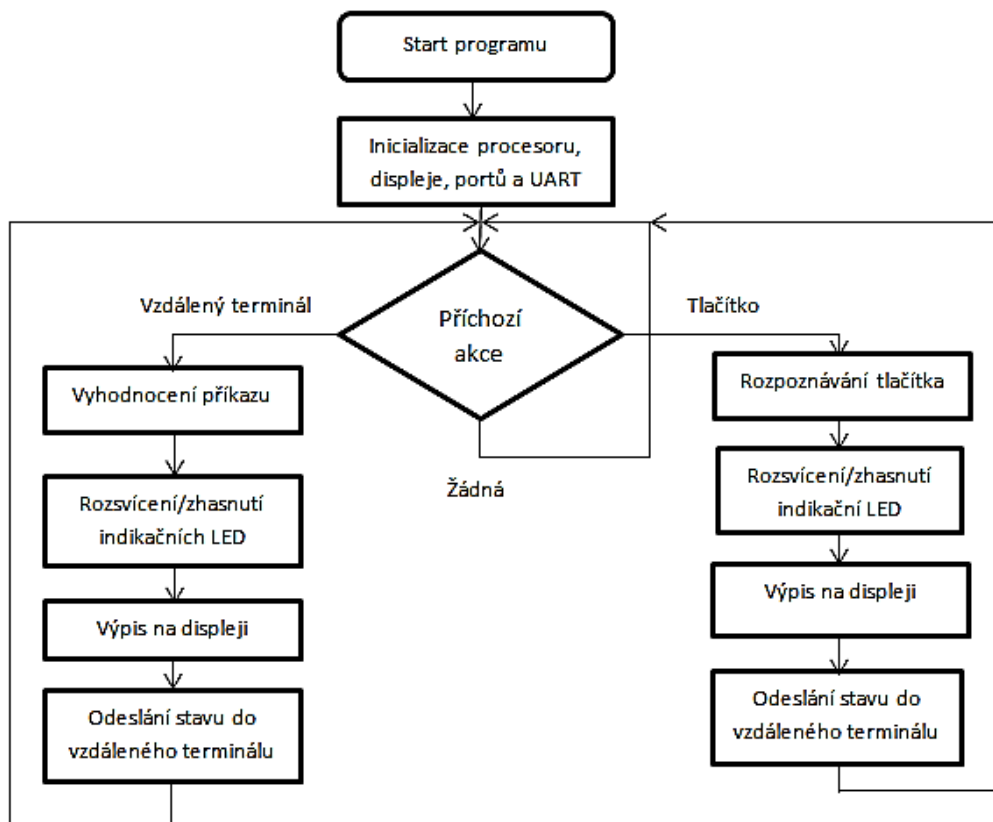 Start programu
Inicializace procesoru,
displeje, portů a UART
Vzdálený terminál
Příchozí
akce
Tlačítko
Vyhodnocení příkazu
Rozsvícení/zhasnutí
indikačních LED
Výpis na displeji
Odeslání stavu do
vzdáleného terminálu
Žádná
Rozpoznávání tlačítka
Rozsvícení/zhasnutí
indikační LED
Výpis na displeji
Odeslání stavu do
vzdáleného terminálu